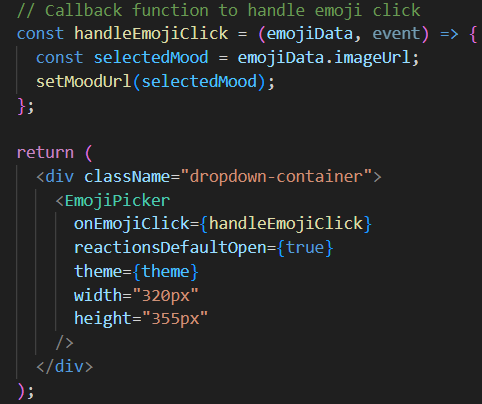 // Callback function to handle emoji click
const handleEmojiClick = (emojiData, event) => {
  const selectedMood = emojiData.imageUrl;
  setMoodUrl(selectedMood);
};

return (
  <div className="dropdown-container">
    <EmojiPicker
      onEmojiClick={handleEmojiClick}
      reactionsDefaultOpen={true}
      theme={theme}
      width="320px"
      height="355px"
    />
  </div>
);